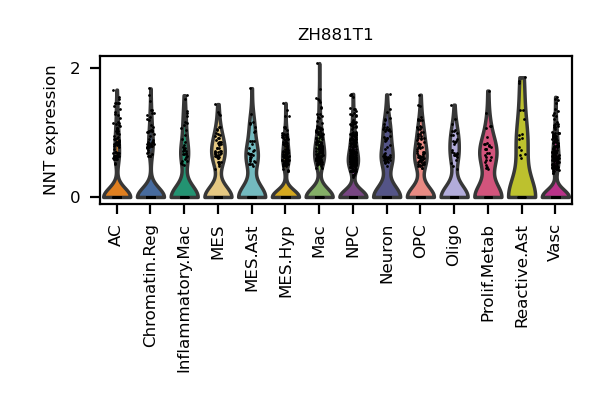 ZH881T1
NNT expression
2
0
AC
Chromatin.Reg
Inflammatory.Mac
MES
MES.Ast
MES.Hyp
Mac
NPC
Neuron
OPC
Oligo
Prolif.Metab
Reactive.Ast
Vasc